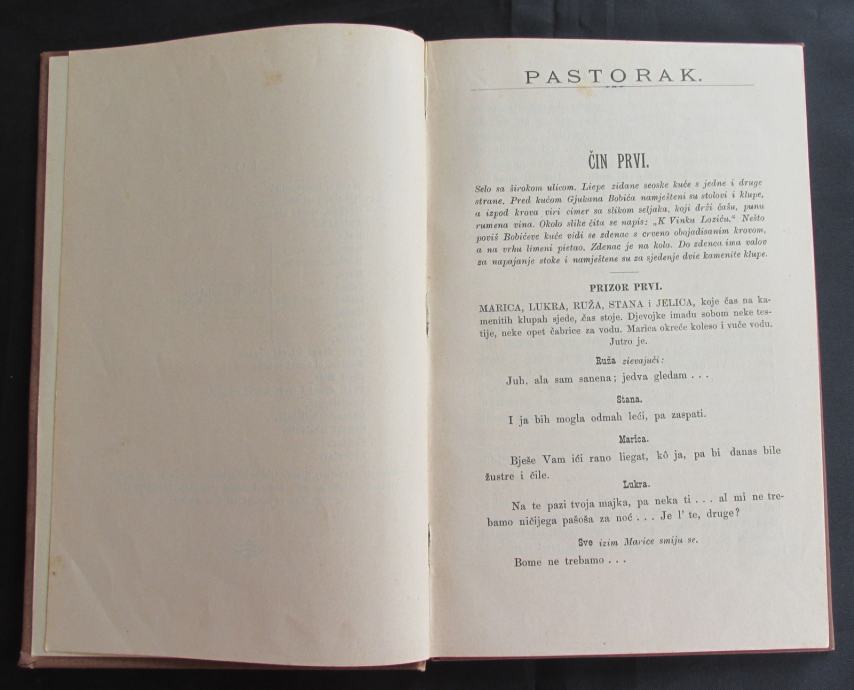 PASTORAK.
ČIN PRVI.
Selo sa širokom ulicom. Liepe zidane seoske kuće s jedne i druge
strane. Pred kućom Gjukana Bobića namješteni su stolovi i klupe,
a izpod krova viri cimer sa slikom seljaka, koji drži čašu, punu
rumena vina. Okolo slike čita se napis: „K Vinku Loziću.“ Nešto
poviš Bobićeve kuće vidi se zdenac s crveno obojadisanim krovom,
a na vrhu limeni pietao. Zdenac je na kolo. Do zdenca ima valov
za napajanje stoke i namještene su za sjedenje dvie kamenite klupe.
PRIZOR PRVI.
MARICA, LUKRA, RUŽA, STANA i JELICA, koje čas na ka-
menitih klupah sjede, čas stoje. Djevojke imadu sobom neke tes-
tije, neke opet čabrice za vodu. Marica okreće koleso i vuče vodu.
Jutro je.
Ruža zievajući:
Juh, ala sam sanena; jedva gledam . . .
Stana.
I ja bih mogla odmah leći, pa zaspati.
Marica.
Bješe Vam ići rano liegat, kô ja, pa bi danas bile
žustre i čile.
Lukra.
Na te pazi tvoja majka, pa neka ti . . . al mi ne tre-
bamo ničijega pašoša za noć . . . Je l' te, druge?
Sve izim Marice smiju se.
Bome ne trebamo . . .